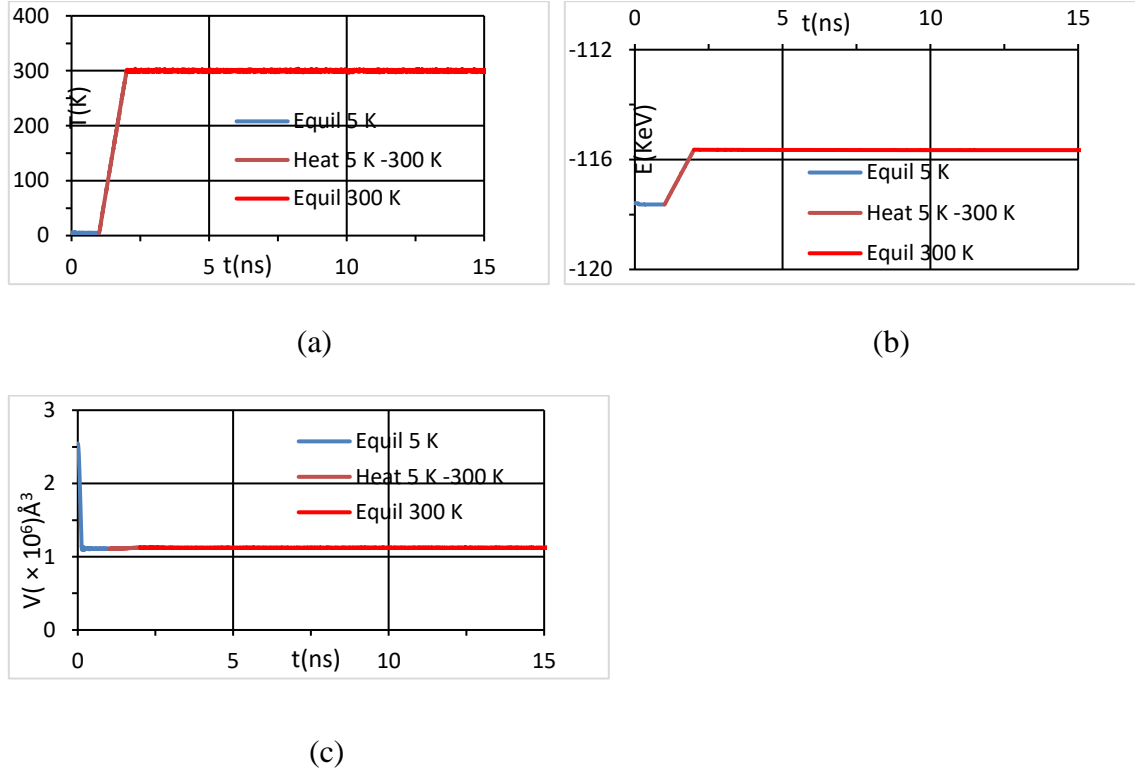 400
300
200
100
0
T(K)
Equil 5 K
Heat 5 K -300 K
Equil 300 K
0 5 10 15
t(ns)
(a)
0 5 10 15
t(ns)
-112
-116
-120
E (KeV)
Equil 5 K
Heat 5 K -300 K
Equil 300 K
(b)
3
2
1
0
V( × 10⁶)Å³
Equil 5 K
Heat 5 K -300 K
Equil 300 K
0 5 10 15
t(ns)
(c)